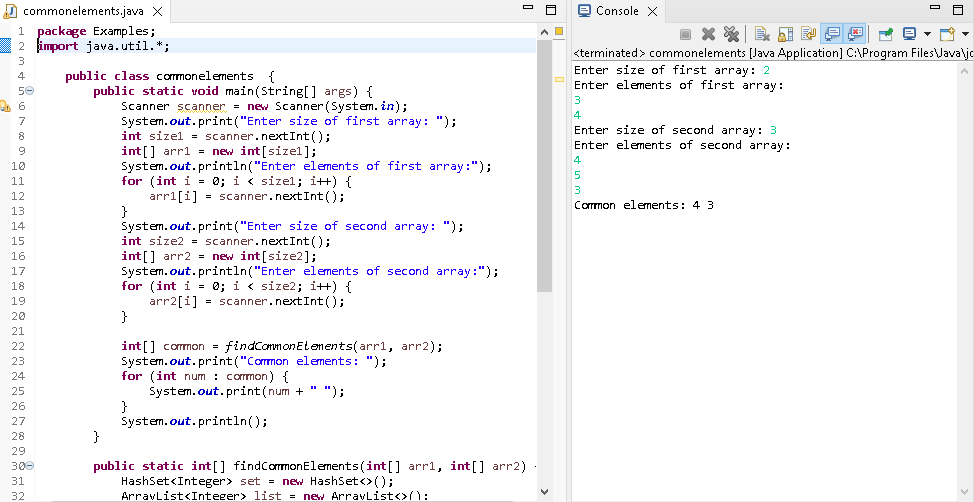 commonelements.java
1 package Examples;
2 import java.util.*;
3
4 public class commonelements {
5 public static void main(String[] args) {
6 Scanner scanner = new Scanner(System.in);
7 System.out.print("Enter size of first array: ");
8 int size1 = scanner.nextInt();
9 int[] arr1 = new int[size1];
10 System.out.println("Enter elements of first array:");
11 for (int i = 0; i < size1; i++) {
12 arr1[i] = scanner.nextInt();
13 }
14 System.out.print("Enter size of second array: ");
15 int size2 = scanner.nextInt();
16 int[] arr2 = new int[size2];
17 System.out.println("Enter elements of second array:");
18 for (int i = 0; i < size2; i++) {
19 arr2[i] = scanner.nextInt();
20 }
21
22 int[] common = findCommonElements(arr1, arr2);
23 System.out.print("Common elements: ");
24 for (int num : common) {
25 System.out.print(num + " ");
26 }
27 System.out.println();
28 }
29
30 public static int[] findCommonElements(int[] arr1, int[] arr2)
31 HashSet<Integer> set = new HashSet<>();
32 ArrayList<Integer> list = new ArrayList<>();
Console
<terminated> commonelements [Java Application] C:\Program Files\Java\jd
Enter size of first array: 2
Enter elements of first array:
3
4
Enter size of second array: 3
Enter elements of second array:
4
5
3
Common elements: 4 3